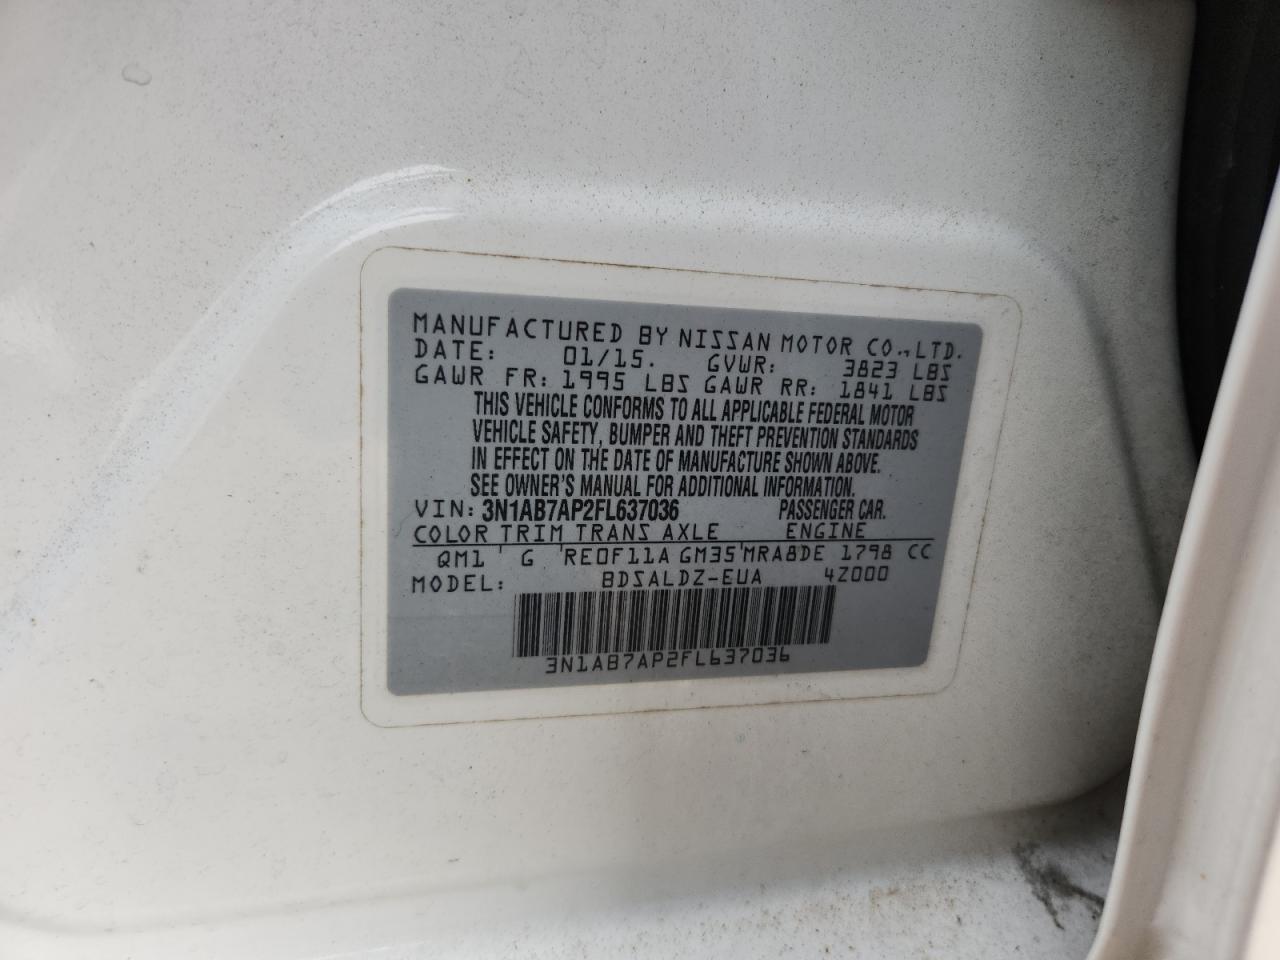 MANUFACTURED BY NISSAN MOTOR CO., LTD.
DATE: 01/15. GVWR: 3823 LBS
GAWR FR: 1995 LBS GAWR RR: 1841 LBS
THIS VEHICLE CONFORMS TO ALL APPLICABLE FEDERAL MOTOR
VEHICLE SAFETY, BUMPER AND THEFT PREVENTION STANDARDS
IN EFFECT ON THE DATE OF MANUFACTURE SHOWN ABOVE.
SEE OWNER'S MANUAL FOR ADDITIONAL INFORMATION.
VIN: 3N1AB7AP2FL637036 PASSENGER CAR.
COLOR TRIM TRANS AXLE ENGINE
QM1 G RE0F11A GM35 MRA8DE 1798 CC
MODEL: BDSALDZ-EUA 4Z000
3N1AB7AP2FL637036